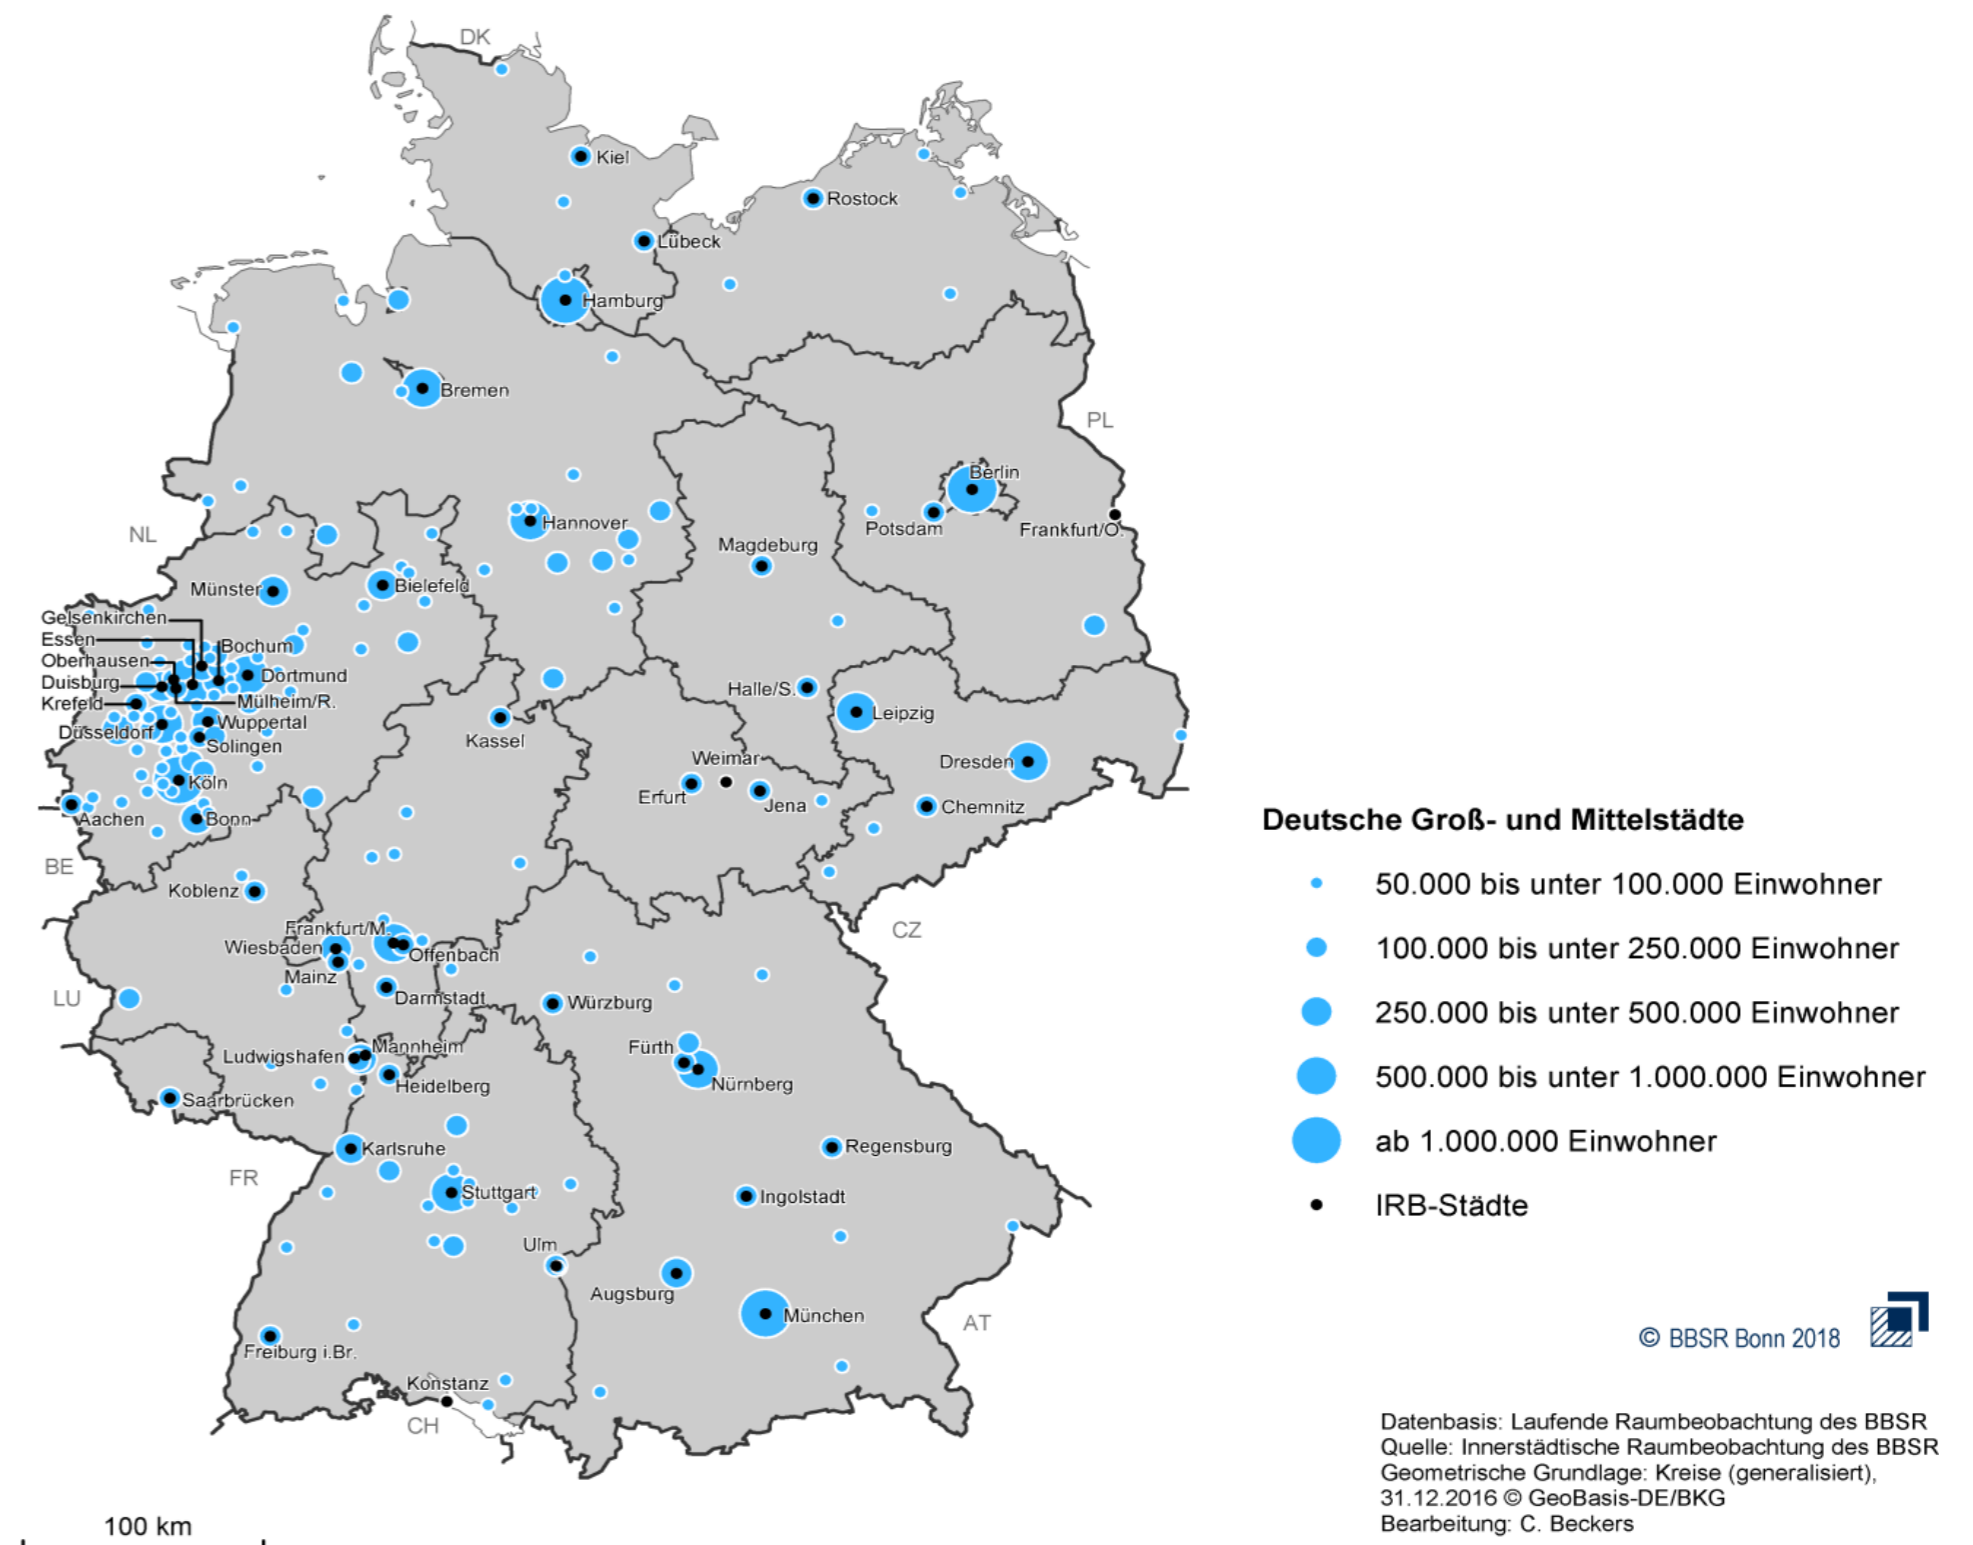 DK
Kiel
Rostock
Lübeck
Hamburg
Bremen
PL
Berlin
Potsdam
Frankfurt/O.
NL
Hannover
Magdeburg
Münster
Bielefeld
Gelsenkirchen
Essen
Bochum
Oberhausen
Dortmund
Duisburg
Krefeld
Mülheim/R.
Wuppertal
Düsseldorf
Solingen
Halle/S.
Leipzig
Kassel
Dresden
Weimar
Köln
Erfurt
Jena
Chemnitz
Aachen
Bonn
BE
Koblenz
CZ
Frankfurt/M.
Wiesbaden
Offenbach
Mainz
LU
Darmstadt
Würzburg
Ludwigshafen
Mannheim
Fürth
Heidelberg
Nürnberg
Saarbrücken
Karlsruhe
Regensburg
FR
Stuttgart
Ingolstadt
Ulm
Augsburg
München
AT
Freiburg i.Br.
Konstanz
CH
100 km
Deutsche Groß- und Mittelstädte
50.000 bis unter 100.000 Einwohner
100.000 bis unter 250.000 Einwohner
250.000 bis unter 500.000 Einwohner
500.000 bis unter 1.000.000 Einwohner
ab 1.000.000 Einwohner
IRB-Städte
© BBSR Bonn 2018
Datenbasis: Laufende Raumbeobachtung des BBSR
Quelle: Innerstädtische Raumbeobachtung des BBSR
Geometrische Grundlage: Kreise (generalisiert),
31.12.2016 © GeoBasis-DE/BKG
Bearbeitung: C. Beckers